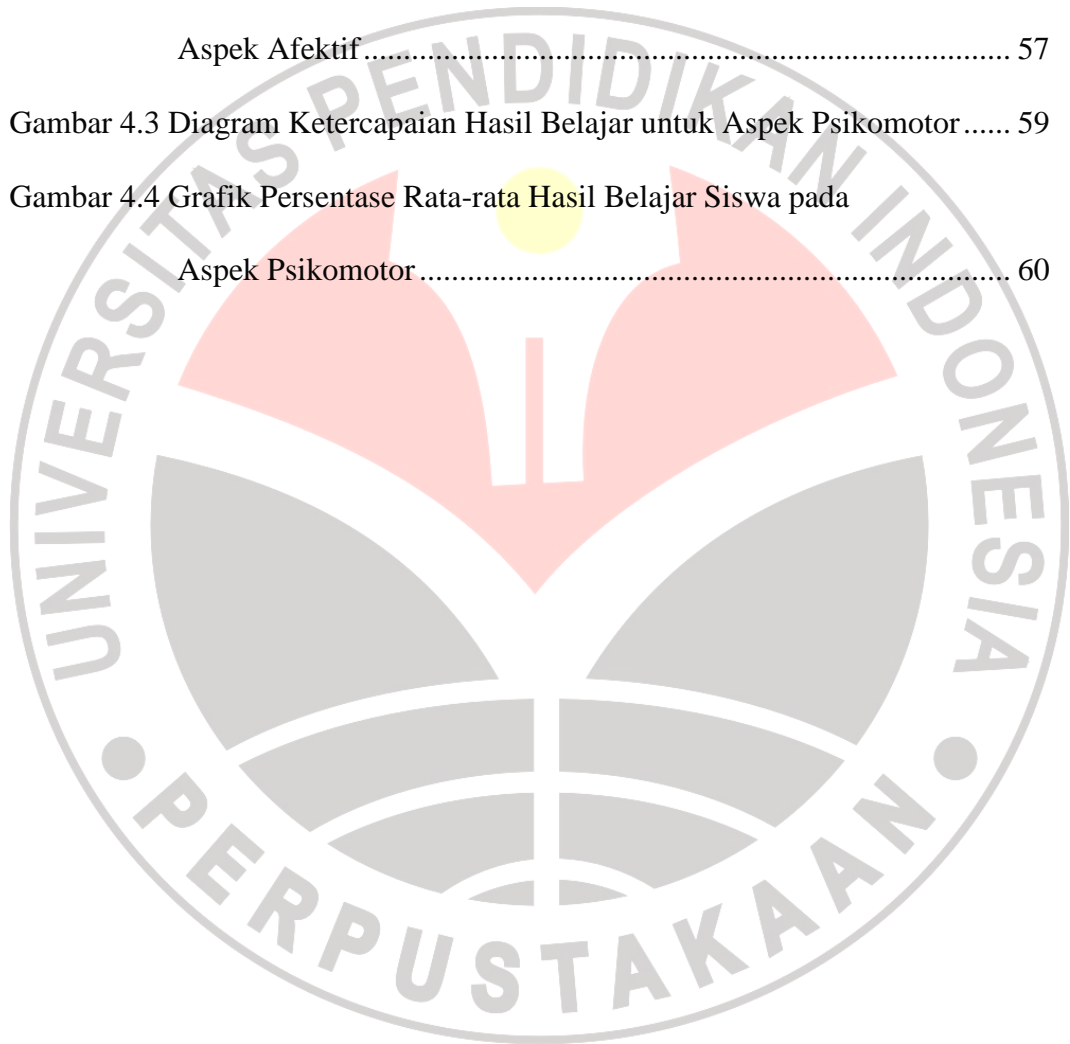 Aspek Afektif................................................................................. 57
Gambar 4.3 Diagram Ketercapaian Hasil Belajar untuk Aspek Psikomotor...... 59
Gambar 4.4 Grafik Persentase Rata-rata Hasil Belajar Siswa pada
Aspek Psikomotor.......................................................................... 60
UNIVERSITAS PENDIDIKAN INDONESIA
PERPUSTAKAAN